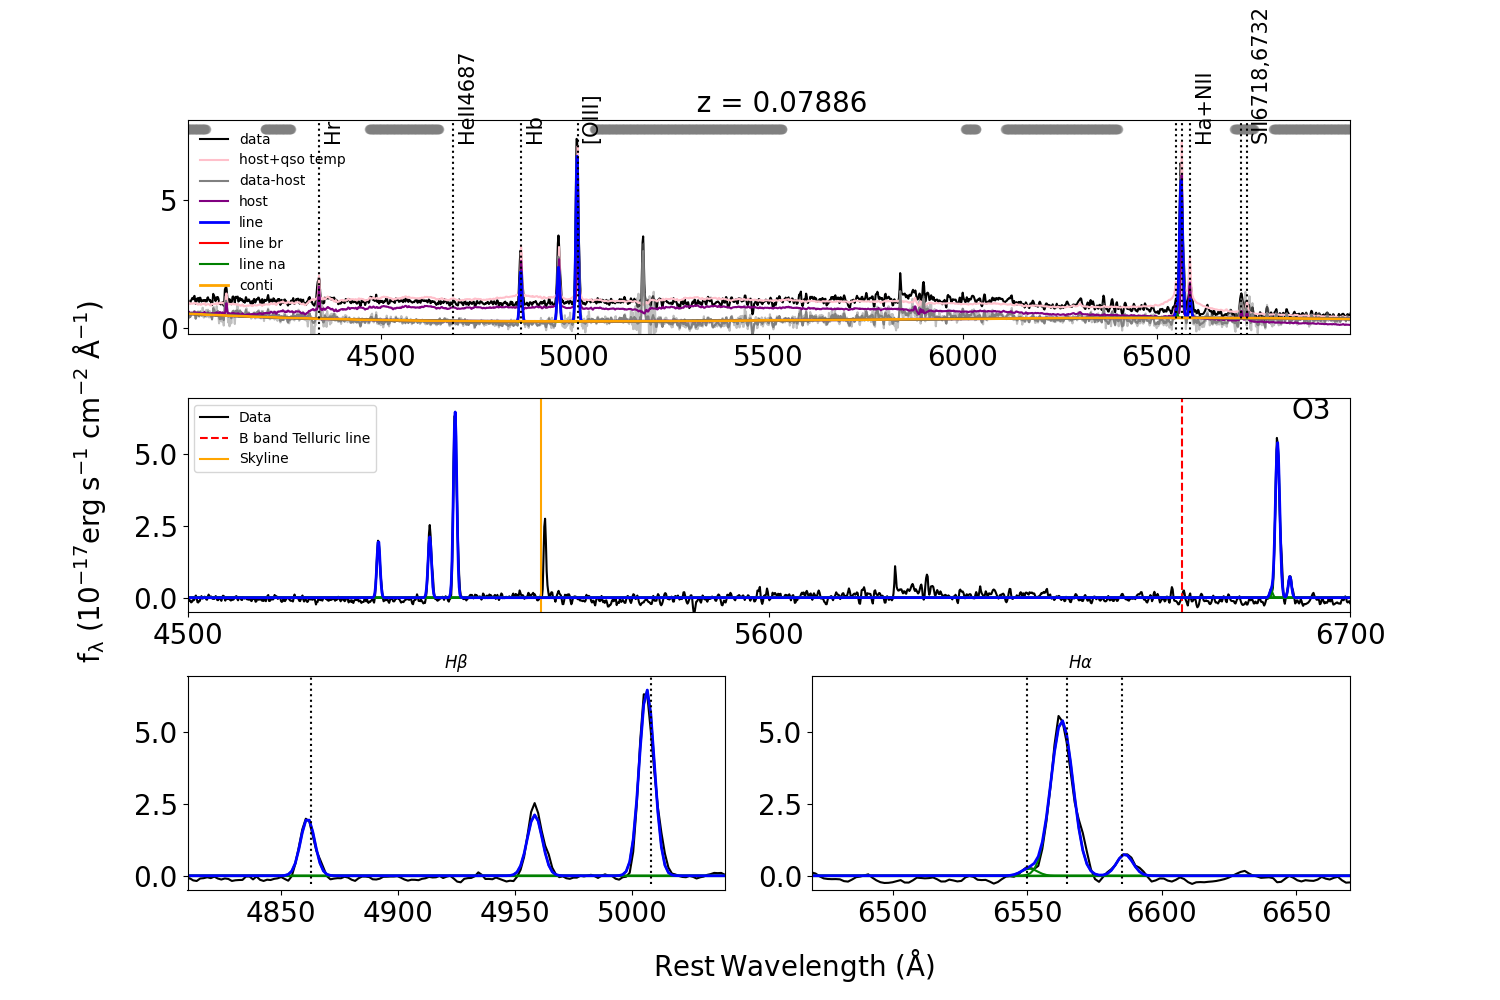 z = 0.07886
Hr
HeII4687
Hb
[OIII]
Ha+NII
SII6718,6732
data
host+qso temp
data-host
host
line
line br
line na
conti
5
0
4500 5000 5500 6000 6500
O3
Data
B band Telluric line
Skyline
5.0
2.5
0.0
4500 5600 6700
fλ (10⁻¹⁷erg s⁻¹ cm⁻² Å⁻¹)
Hβ
5.0
2.5
0.0
4850 4900 4950 5000
Hα
5.0
2.5
0.0
6500 6550 6600 6650
Rest Wavelength (Å)